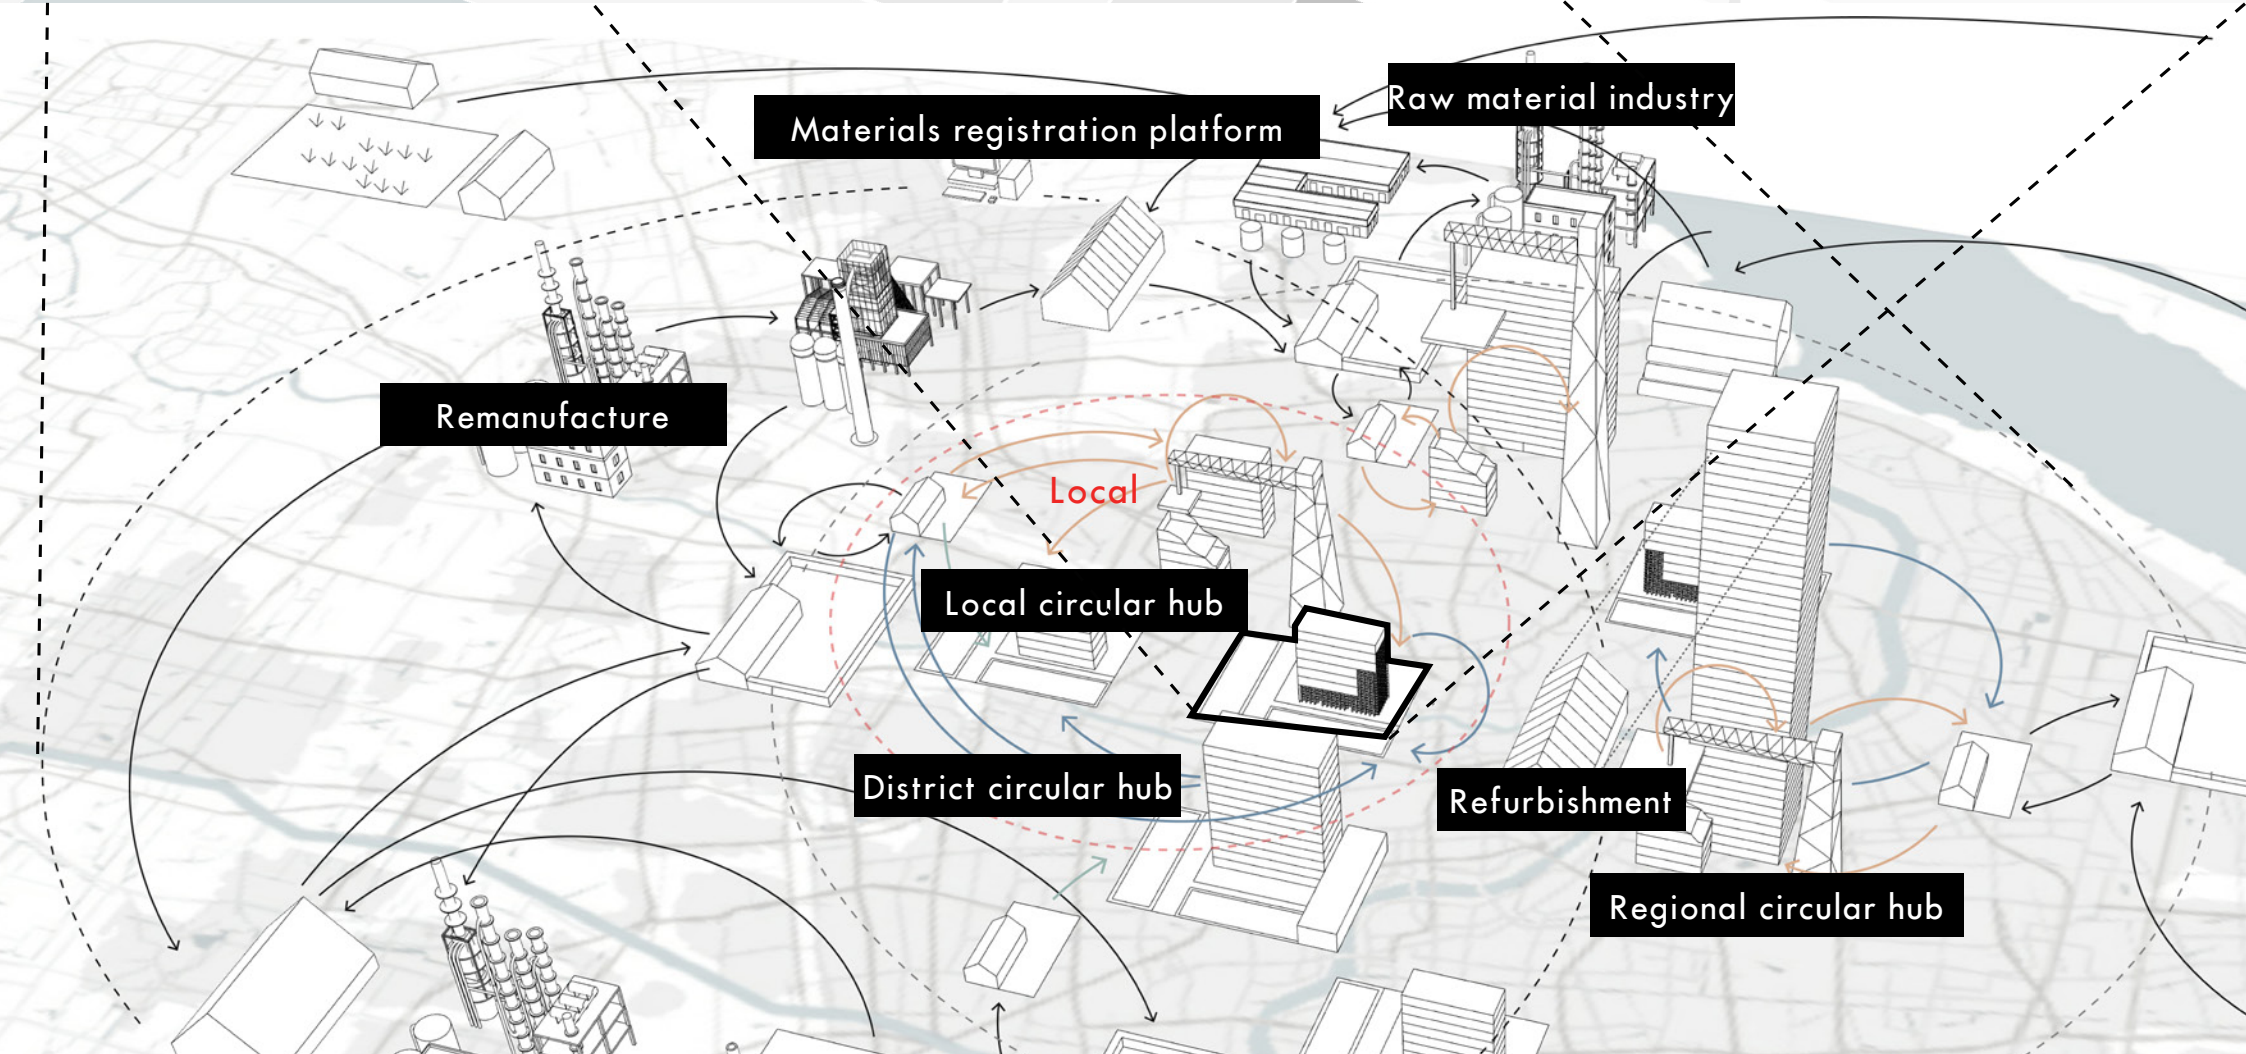 Raw material industry
Materials registration platform
Remanufacture
Local
Local circular hub
District circular hub
Refurbishment
Regional circular hub